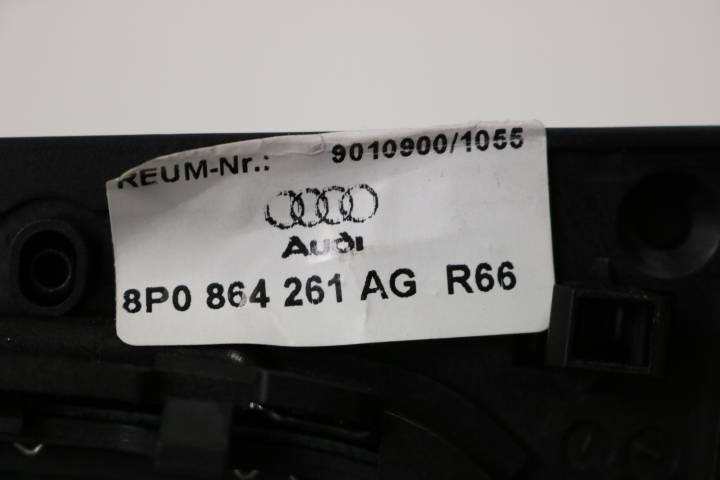 REUM-Nr.: 9010900/1055
Audi
8P0 864 261 AG R66